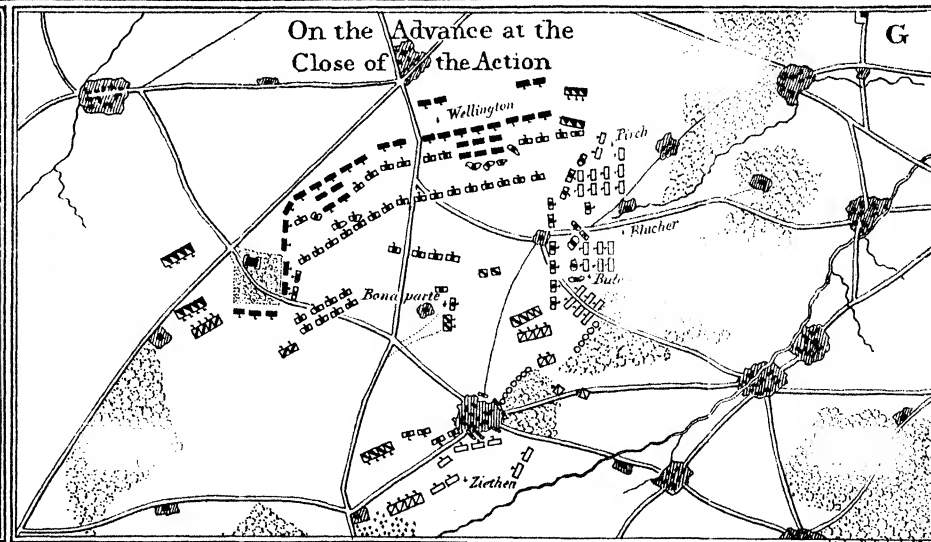 On the Advance at the
Close of the Action
G
Wellington
Pirch
Blucher
Bonaparte
Ziethen